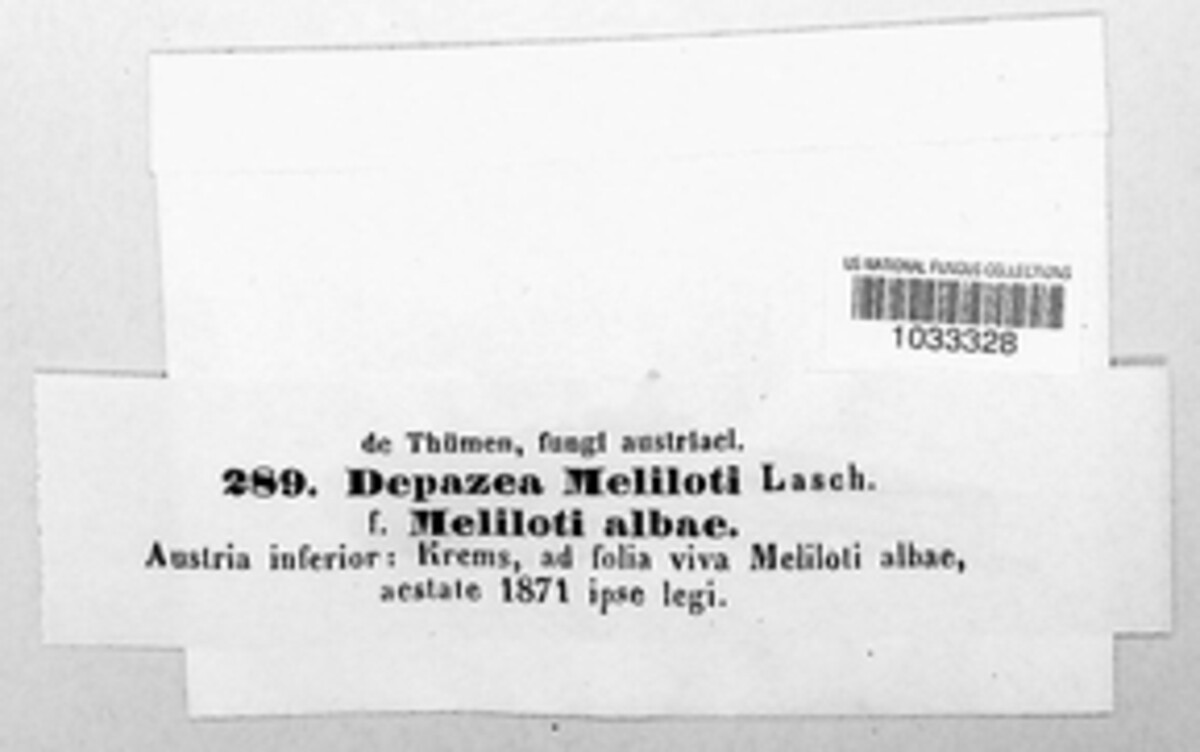 US NATIONAL FUNGUS COLLECTIONS
1033328
de Thümen, fungi austriaci.
289. Depazea Meliloti Lasch.
f. Meliloti albae.
Austria inferior: Krems, ad folia viva Meliloti albae,
aestate 1871 ipse legi.